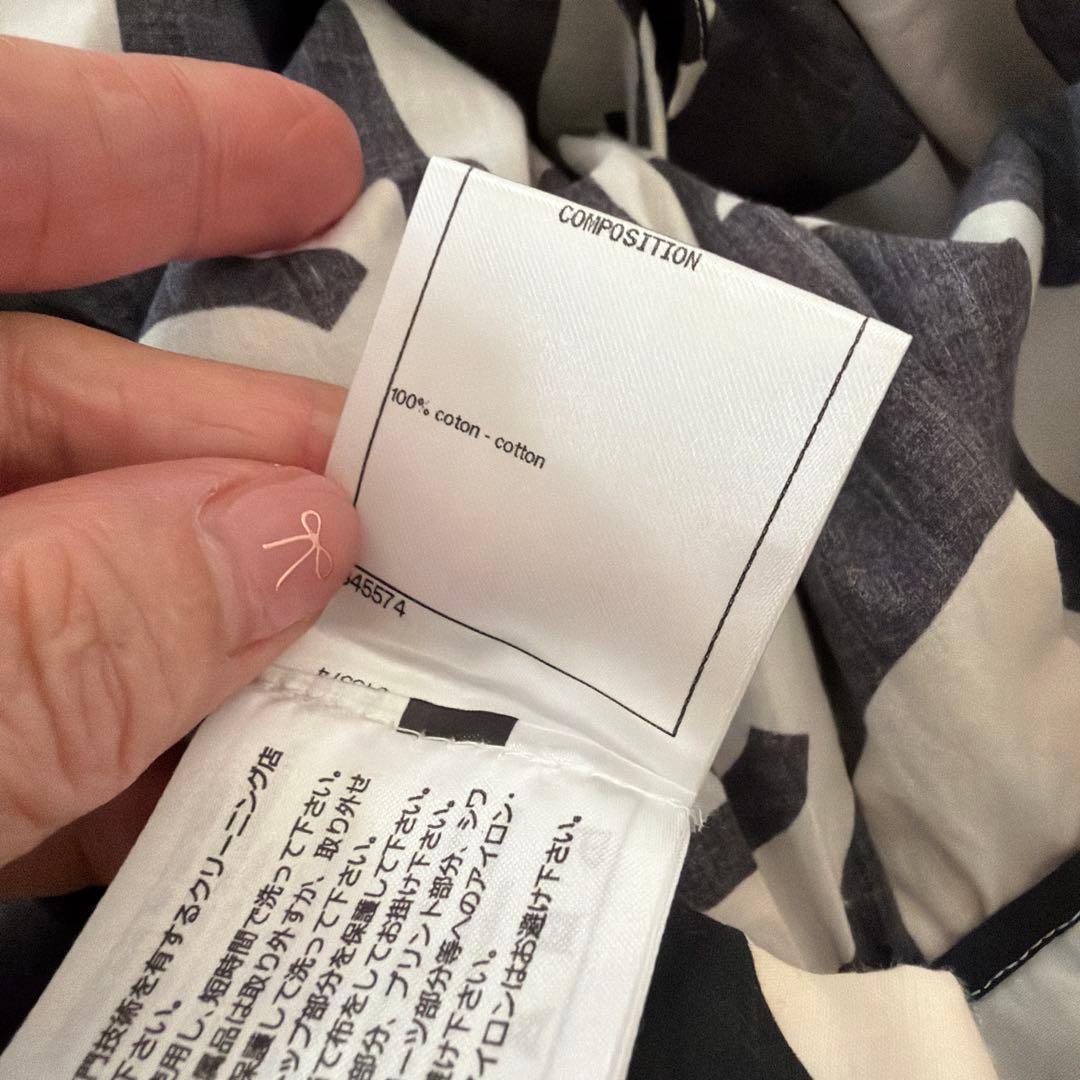 COMPOSITION
100% coton - cotton
45574
門技術を有するクリーニング店
下さい。
使用し、短時間で洗って下さい。
属品は取り外すか、取り外せ
保護して洗って下さい。
ップ部分を保護して下さい。
て布をしてお掛け下さい。
部分、プリント部分、シワ
ーツ部分等へのアイロン・
避け下さい。
アイロンはお避け下さい。